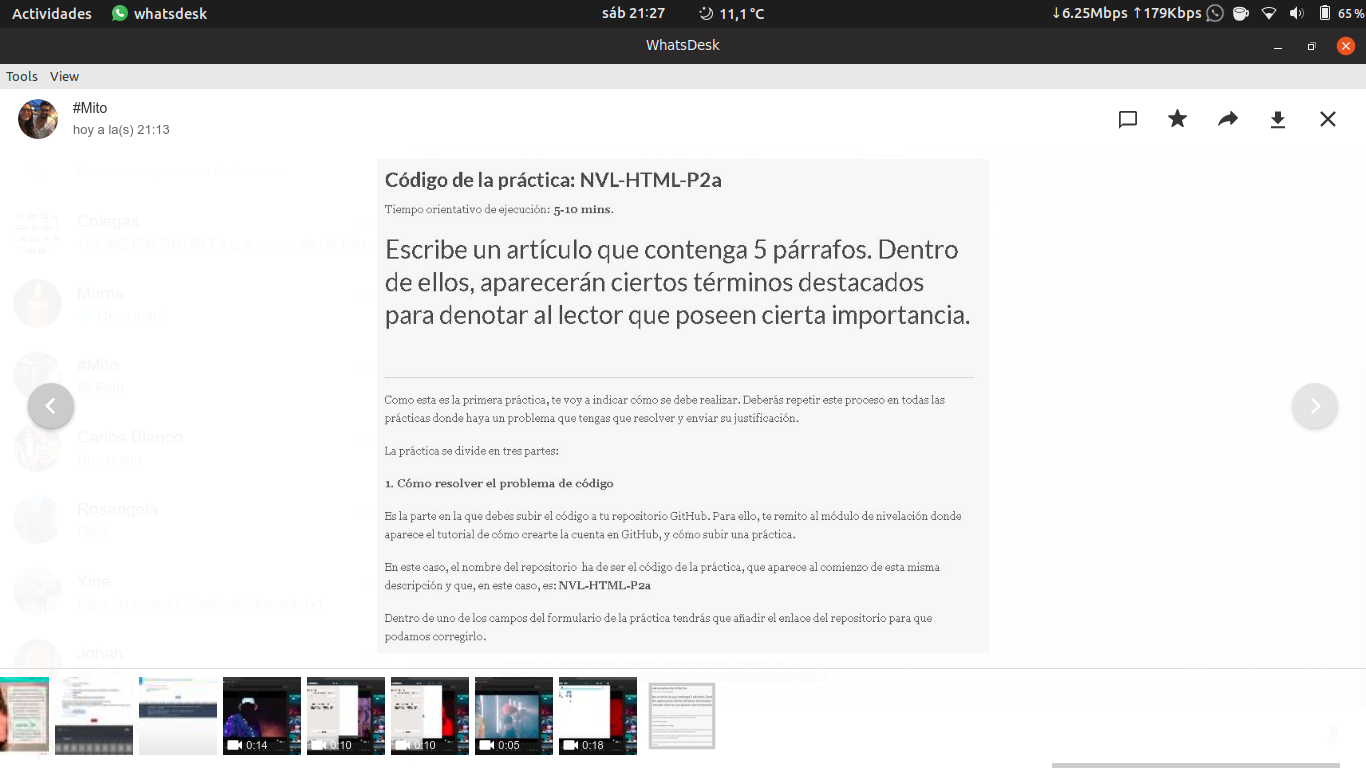 Actividades whatsdesk sáb 21:27 11,1 °C ↓6.25Mbps ↑179Kbps 65%
WhatsDesk
Tools View
#Mito
hoy a la(s) 21:13
Código de la práctica: NVL-HTML-P2a
Tiempo orientativo de ejecución: 5-10 mins.
Escribe un artículo que contenga 5 párrafos. Dentro
de ellos, aparecerán ciertos términos destacados
para denotar al lector que poseen cierta importancia.
Como esta es la primera práctica, te voy a indicar cómo se debe realizar. Deberás repetir este proceso en todas las
prácticas donde haya un problema que tengas que resolver y enviar su justificación.
La práctica se divide en tres partes:
1. Cómo resolver el problema de código
Es la parte en la que debes subir el código a tu repositorio GitHub. Para ello, te remito al módulo de nivelación donde
aparece el tutorial de cómo crearte la cuenta en GitHub, y cómo subir una práctica.
En este caso, el nombre del repositorio ha de ser el código de la práctica, que aparece al comienzo de esta misma
descripción y que, en este caso, es: NVL-HTML-P2a
Dentro de uno de los campos del formulario de la práctica tendrás que añadir el enlace del repositorio para que
podamos corregirlo.
Colegas
Mama
Okay mami
#Mito
Fom
Carlos Blanco
Una guara
Rosangela
Okok
Yine
Johan
0:14 0:10 0:10 0:05 0:18